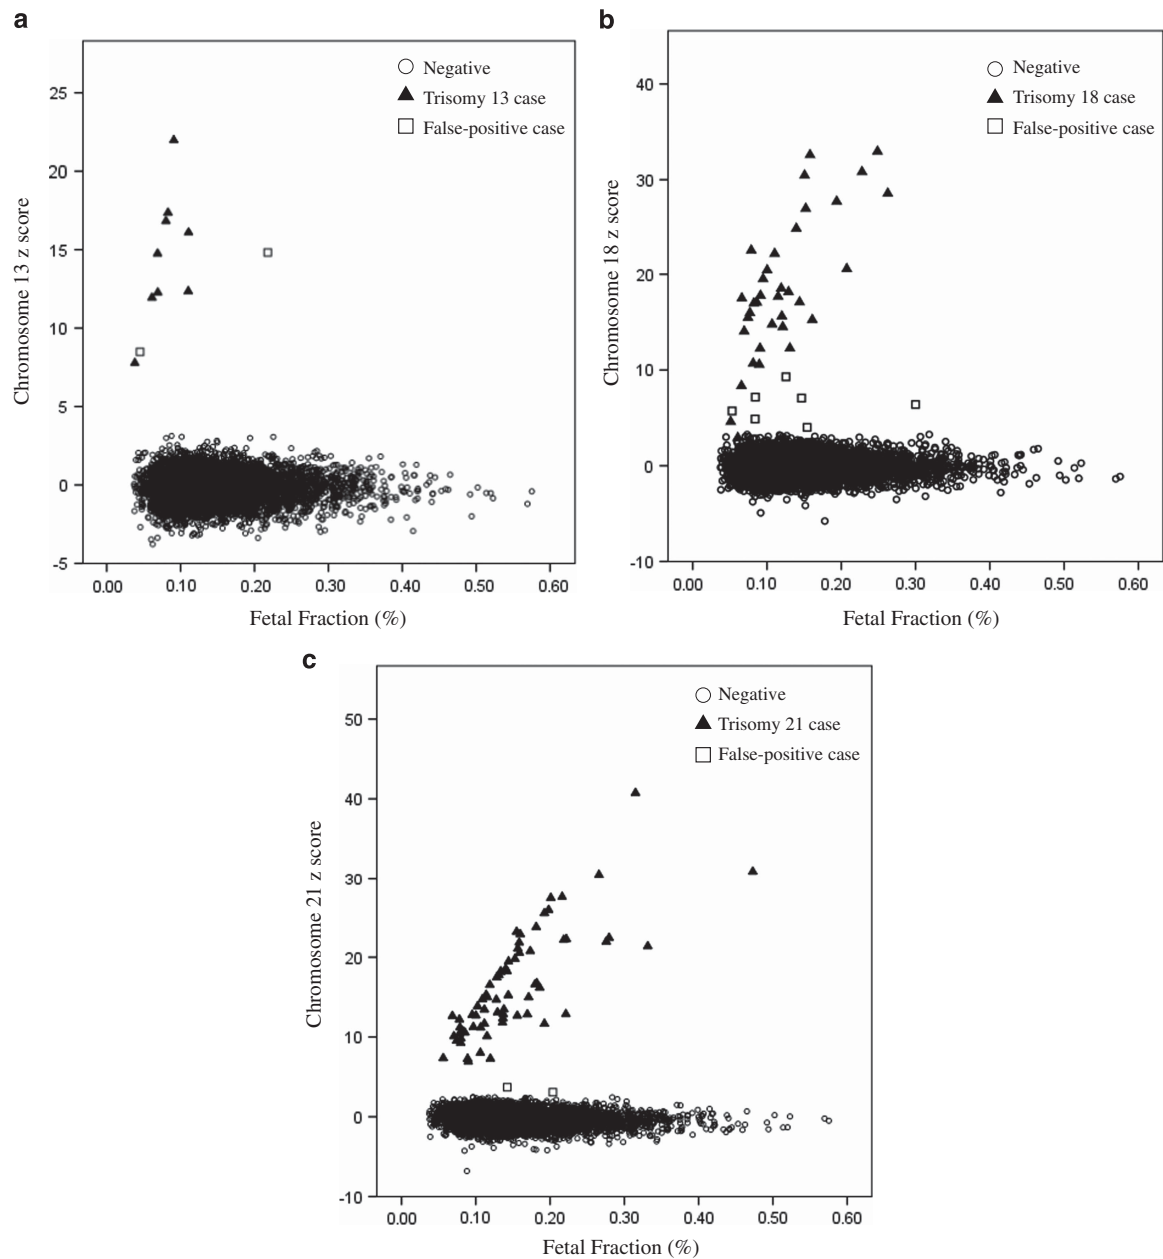 a
Negative
Trisomy 13 case
False-positive case
25
20
15
10
5
0
-5
Chromosome 13 z score
0.00 0.10 0.20 0.30 0.40 0.50 0.60
Fetal Fraction (%)
b
Negative
Trisomy 18 case
False-positive case
40
30
20
10
0
-10
Chromosome 18 z score
0.00 0.10 0.20 0.30 0.40 0.50 0.60
Fetal Fraction (%)
c
Negative
Trisomy 21 case
False-positive case
50
40
30
20
10
0
-10
Chromosome 21 z score
0.00 0.10 0.20 0.30 0.40 0.50 0.60
Fetal Fraction (%)